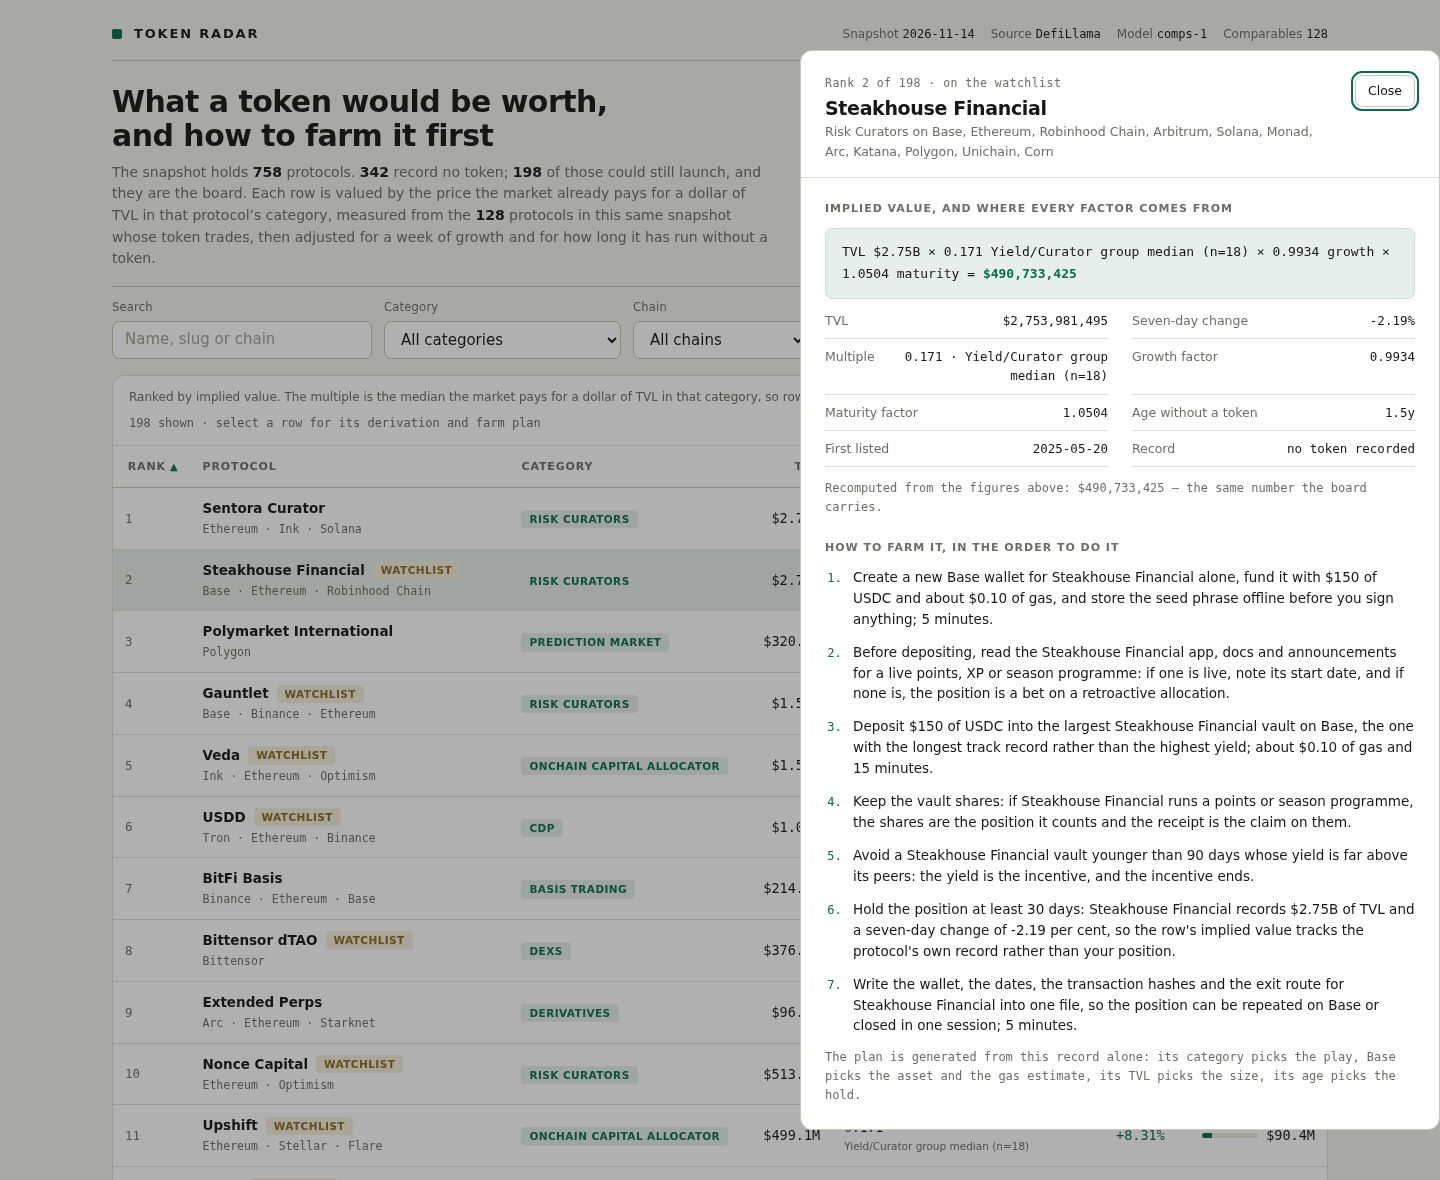 TOKEN RADAR
Snapshot 2026-11-14 Source DefiLlama Model comps-1 Comparables 128
What a token would be worth,
and how to farm it first
The snapshot holds 758 protocols. 342 record no token; 198 of those could still launch, and
they are the board. Each row is valued by the price the market already pays for a dollar of
TVL in that protocol’s category, measured from the 128 protocols in this same snapshot
whose token trades, then adjusted for a week of growth and for how long it has run without a
token.
Search Category Chain
Name, slug or chain All categories All chains
Ranked by implied value. The multiple is the median the market pays for a dollar of TVL in that category, so
198 shown · select a row for its derivation and farm plan
RANK ▲ PROTOCOL CATEGORY
1 Sentora Curator RISK CURATORS $2.7
Ethereum · Ink · Solana
2 Steakhouse Financial WATCHLIST RISK CURATORS $2.7
Base · Ethereum · Robinhood Chain
3 Polymarket International PREDICTION MARKET $320.
Polygon
4 Gauntlet WATCHLIST RISK CURATORS $1.5
Base · Binance · Ethereum
5 Veda WATCHLIST ONCHAIN CAPITAL ALLOCATOR $1.5
Ink · Ethereum · Optimism
6 USDD WATCHLIST CDP $1.0
Tron · Ethereum · Binance
7 BitFi Basis BASIS TRADING $214.
Binance · Ethereum · Base
8 Bittensor dTAO WATCHLIST DEXS $376.
Bittensor
9 Extended Perps DERIVATIVES $96.
Arc · Ethereum · Starknet
10 Nonce Capital WATCHLIST RISK CURATORS $513.
Ethereum · Optimism
11 Upshift WATCHLIST ONCHAIN CAPITAL ALLOCATOR $499.1M +8.31% $90.4M
Ethereum · Stellar · Flare Yield/Curator group median (n=18)
Rank 2 of 198 · on the watchlist
Close
Steakhouse Financial
Risk Curators on Base, Ethereum, Robinhood Chain, Arbitrum, Solana, Monad,
Arc, Katana, Polygon, Unichain, Corn
IMPLIED VALUE, AND WHERE EVERY FACTOR COMES FROM
TVL $2.75B × 0.171 Yield/Curator group median (n=18) × 0.9934 growth ×
1.0504 maturity = $490,733,425
TVL $2,753,981,495 Seven-day change -2.19%
Multiple 0.171 · Yield/Curator group Growth factor 0.9934
median (n=18)
Maturity factor 1.0504 Age without a token 1.5y
First listed 2025-05-20 Record no token recorded
Recomputed from the figures above: $490,733,425 — the same number the board
carries.
HOW TO FARM IT, IN THE ORDER TO DO IT
1. Create a new Base wallet for Steakhouse Financial alone, fund it with $150 of
USDC and about $0.10 of gas, and store the seed phrase offline before you sign
anything; 5 minutes.
2. Before depositing, read the Steakhouse Financial app, docs and announcements
for a live points, XP or season programme: if one is live, note its start date, and if
none is, the position is a bet on a retroactive allocation.
3. Deposit $150 of USDC into the largest Steakhouse Financial vault on Base, the one
with the longest track record rather than the highest yield; about $0.10 of gas and
15 minutes.
4. Keep the vault shares: if Steakhouse Financial runs a points or season programme,
the shares are the position it counts and the receipt is the claim on them.
5. Avoid a Steakhouse Financial vault younger than 90 days whose yield is far above
its peers: the yield is the incentive, and the incentive ends.
6. Hold the position at least 30 days: Steakhouse Financial records $2.75B of TVL and
a seven-day change of -2.19 per cent, so the row's implied value tracks the
protocol's own record rather than your position.
7. Write the wallet, the dates, the transaction hashes and the exit route for
Steakhouse Financial into one file, so the position can be repeated on Base or
closed in one session; 5 minutes.
The plan is generated from this record alone: its category picks the play, Base
picks the asset and the gas estimate, its TVL picks the size, its age picks the
hold.